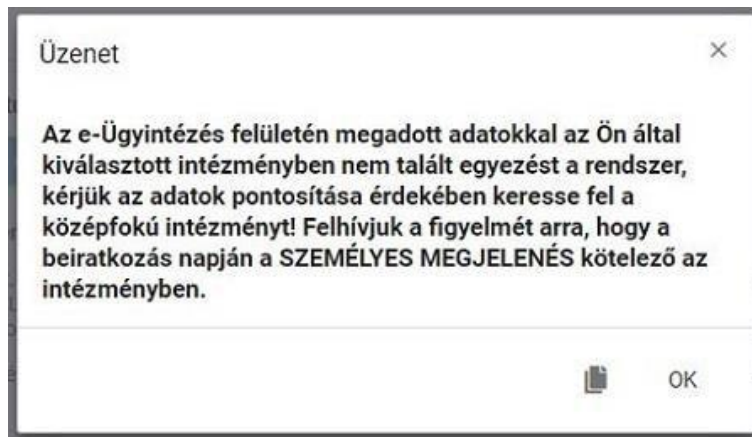 Üzenet
Az e-Ügyintézés felületén megadott adatokkal az Ön által
kiválasztott intézményben nem talált egyezést a rendszer,
kérjük az adatok pontosítása érdekében keresse fel a
középfokú intézményt! Felhívjuk a figyelmét arra, hogy a
beiratkozás napján a SZEMÉLYES MEGJELENÉS kötelező az
intézményben.
OK